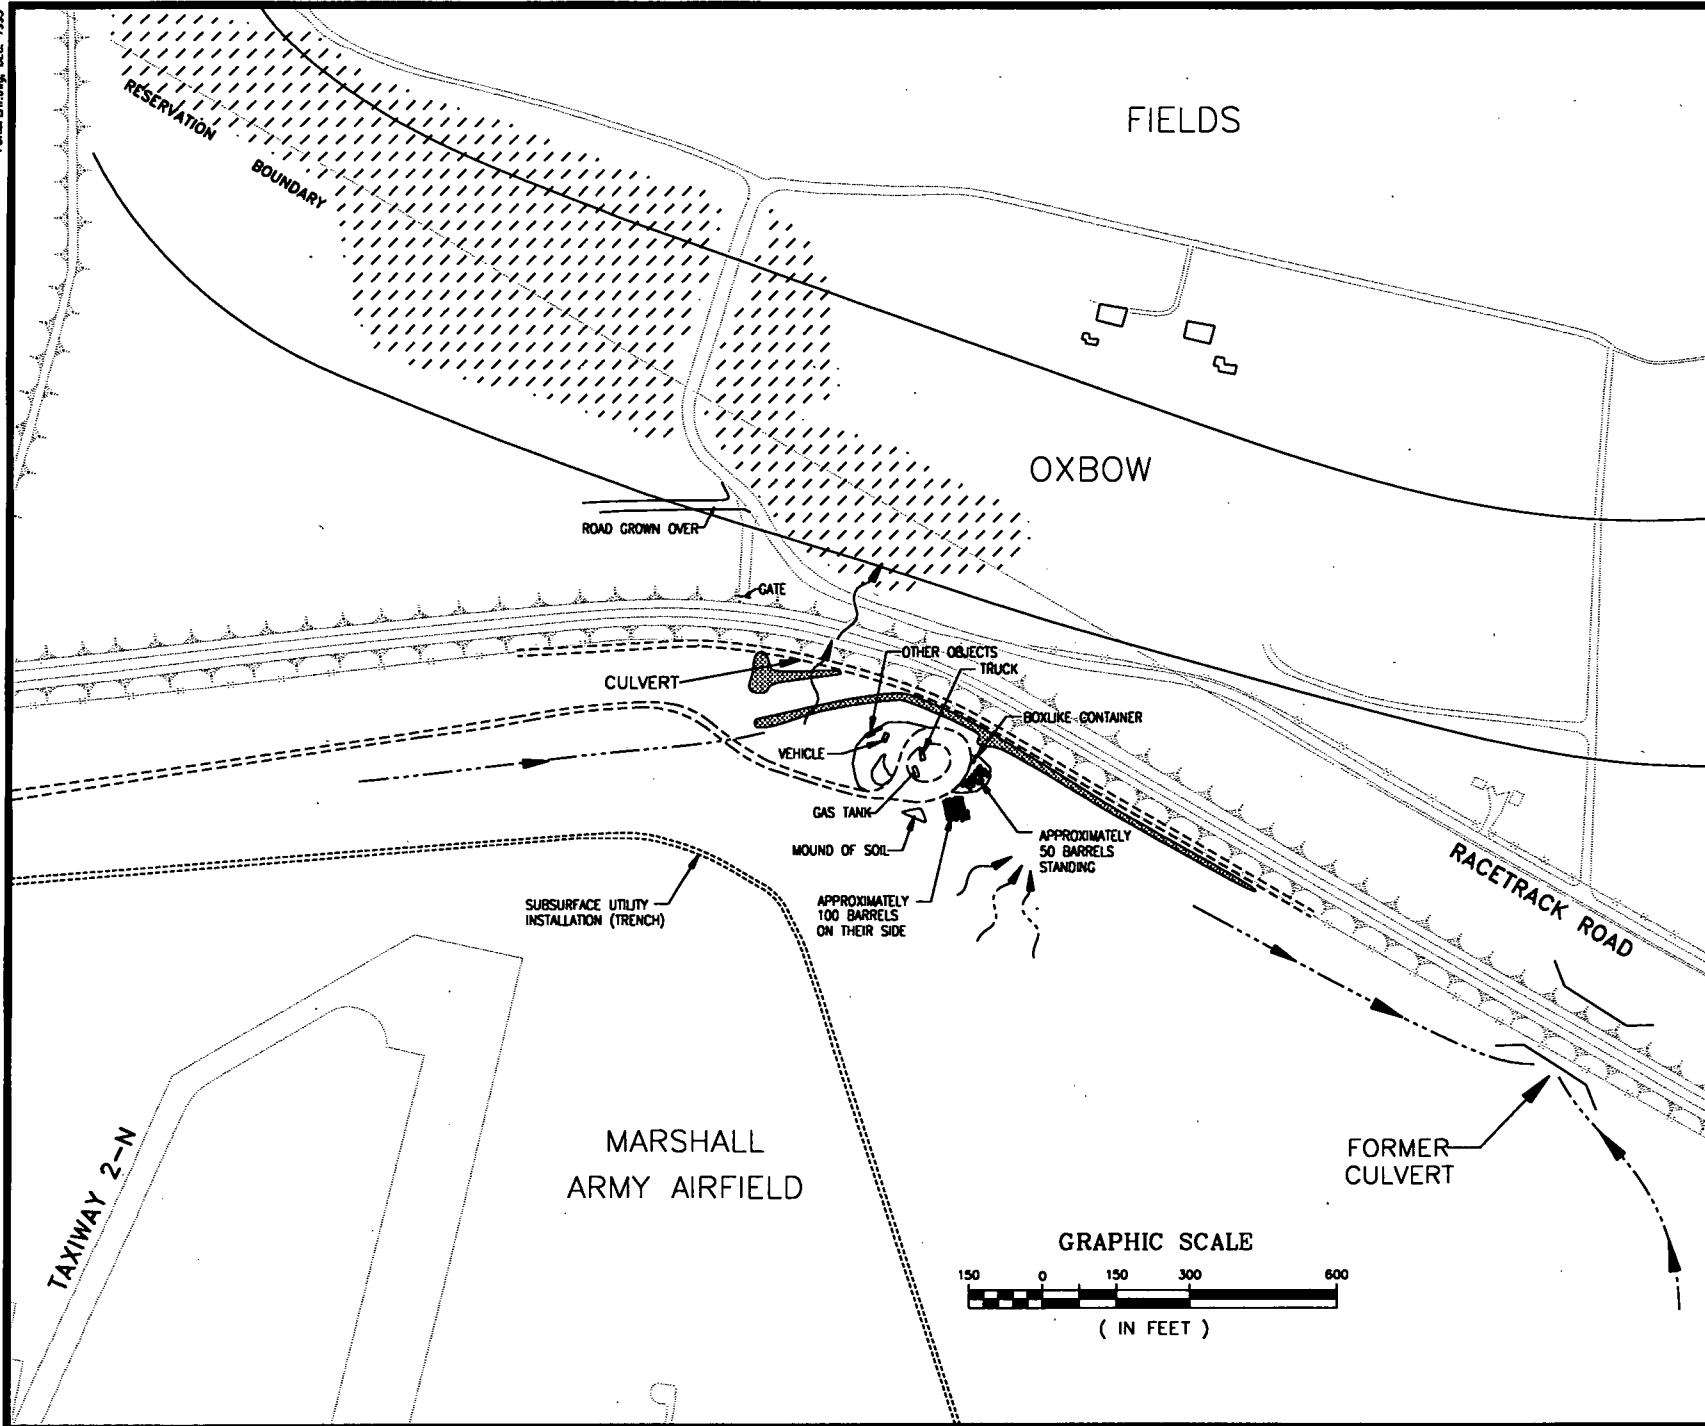 FIELDS
RESERVATION
BOUNDARY
OXBOW
ROAD GROWN OVER
GATE
OTHER OBJECTS
TRUCK
CULVERT
BOXLIKE CONTAINER
VEHICLE
GAS TANK
MOUND OF SOIL
APPROXIMATELY
50 BARRELS
STANDING
APPROXIMATELY
100 BARRELS
ON THEIR SIDE
SUBSURFACE UTILITY
INSTALLATION (TRENCH)
RACETRACK ROAD
TAXIWAY 2-N
MARSHALL
ARMY AIRFIELD
FORMER
CULVERT
GRAPHIC SCALE
150 0 150 300 600
( IN FEET )